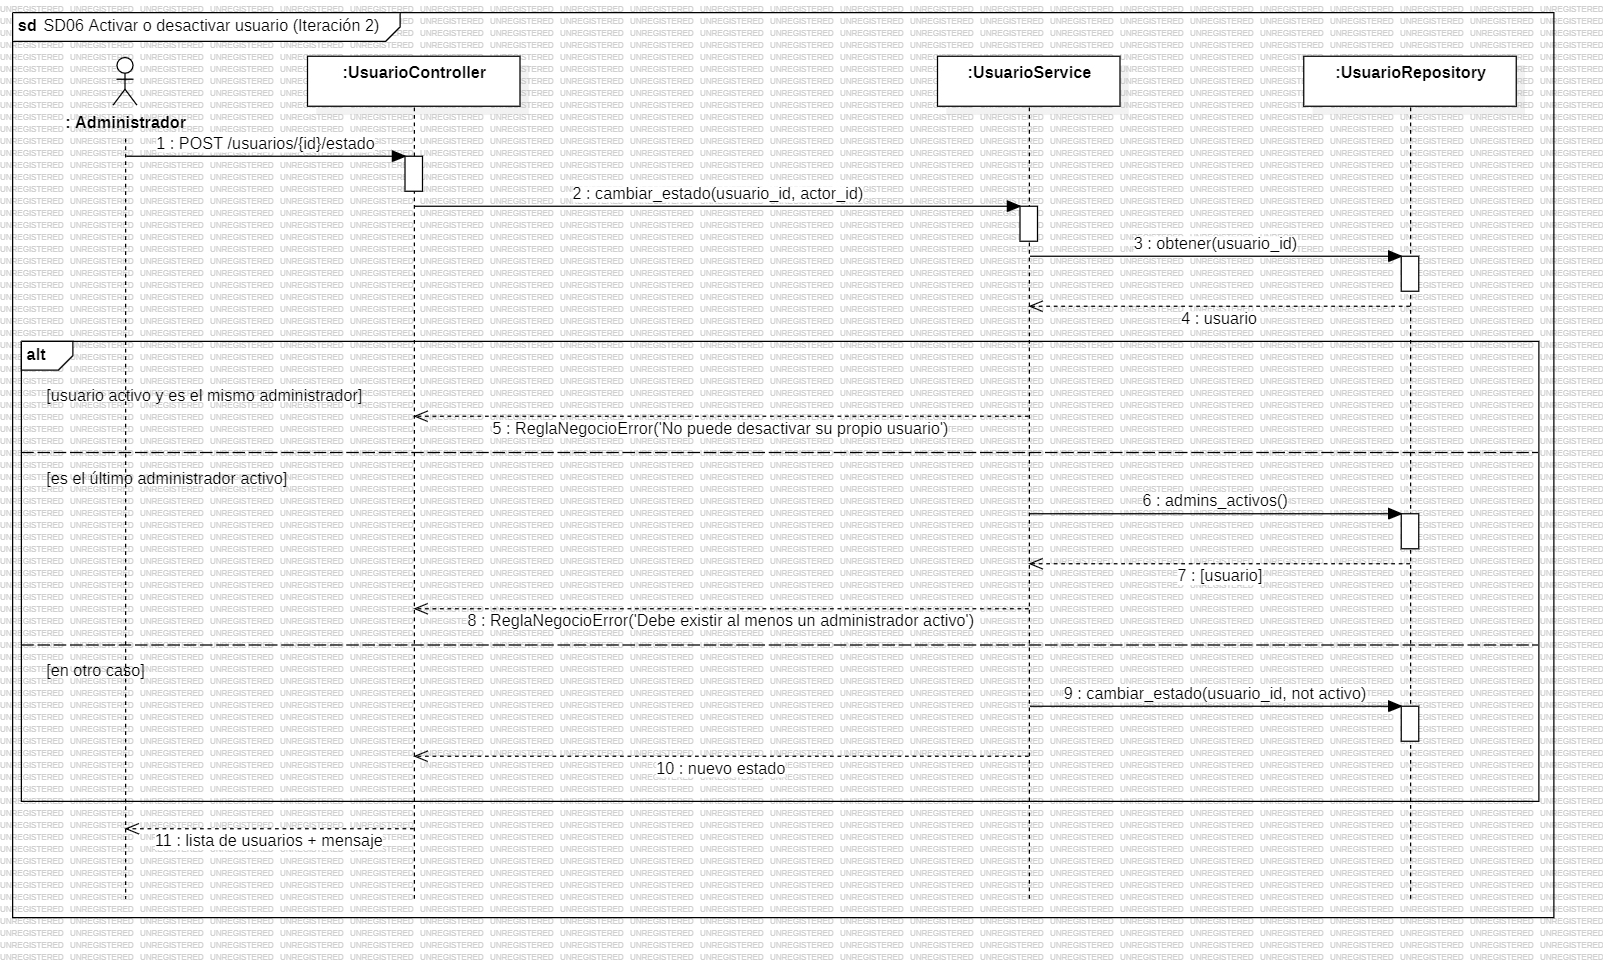 sd SD06 Activar o desactivar usuario (Iteración 2)
:UsuarioController
:UsuarioService
:UsuarioRepository
: Administrador
1 : POST /usuarios/{id}/estado
2 : cambiar_estado(usuario_id, actor_id)
3 : obtener(usuario_id)
4 : usuario
alt
[usuario activo y es el mismo administrador]
5 : ReglaNegocioError('No puede desactivar su propio usuario')
[es el último administrador activo]
6 : admins_activos()
7 : [usuario]
8 : ReglaNegocioError('Debe existir al menos un administrador activo')
[en otro caso]
9 : cambiar_estado(usuario_id, not activo)
10 : nuevo estado
11 : lista de usuarios + mensaje
UNREGISTERED